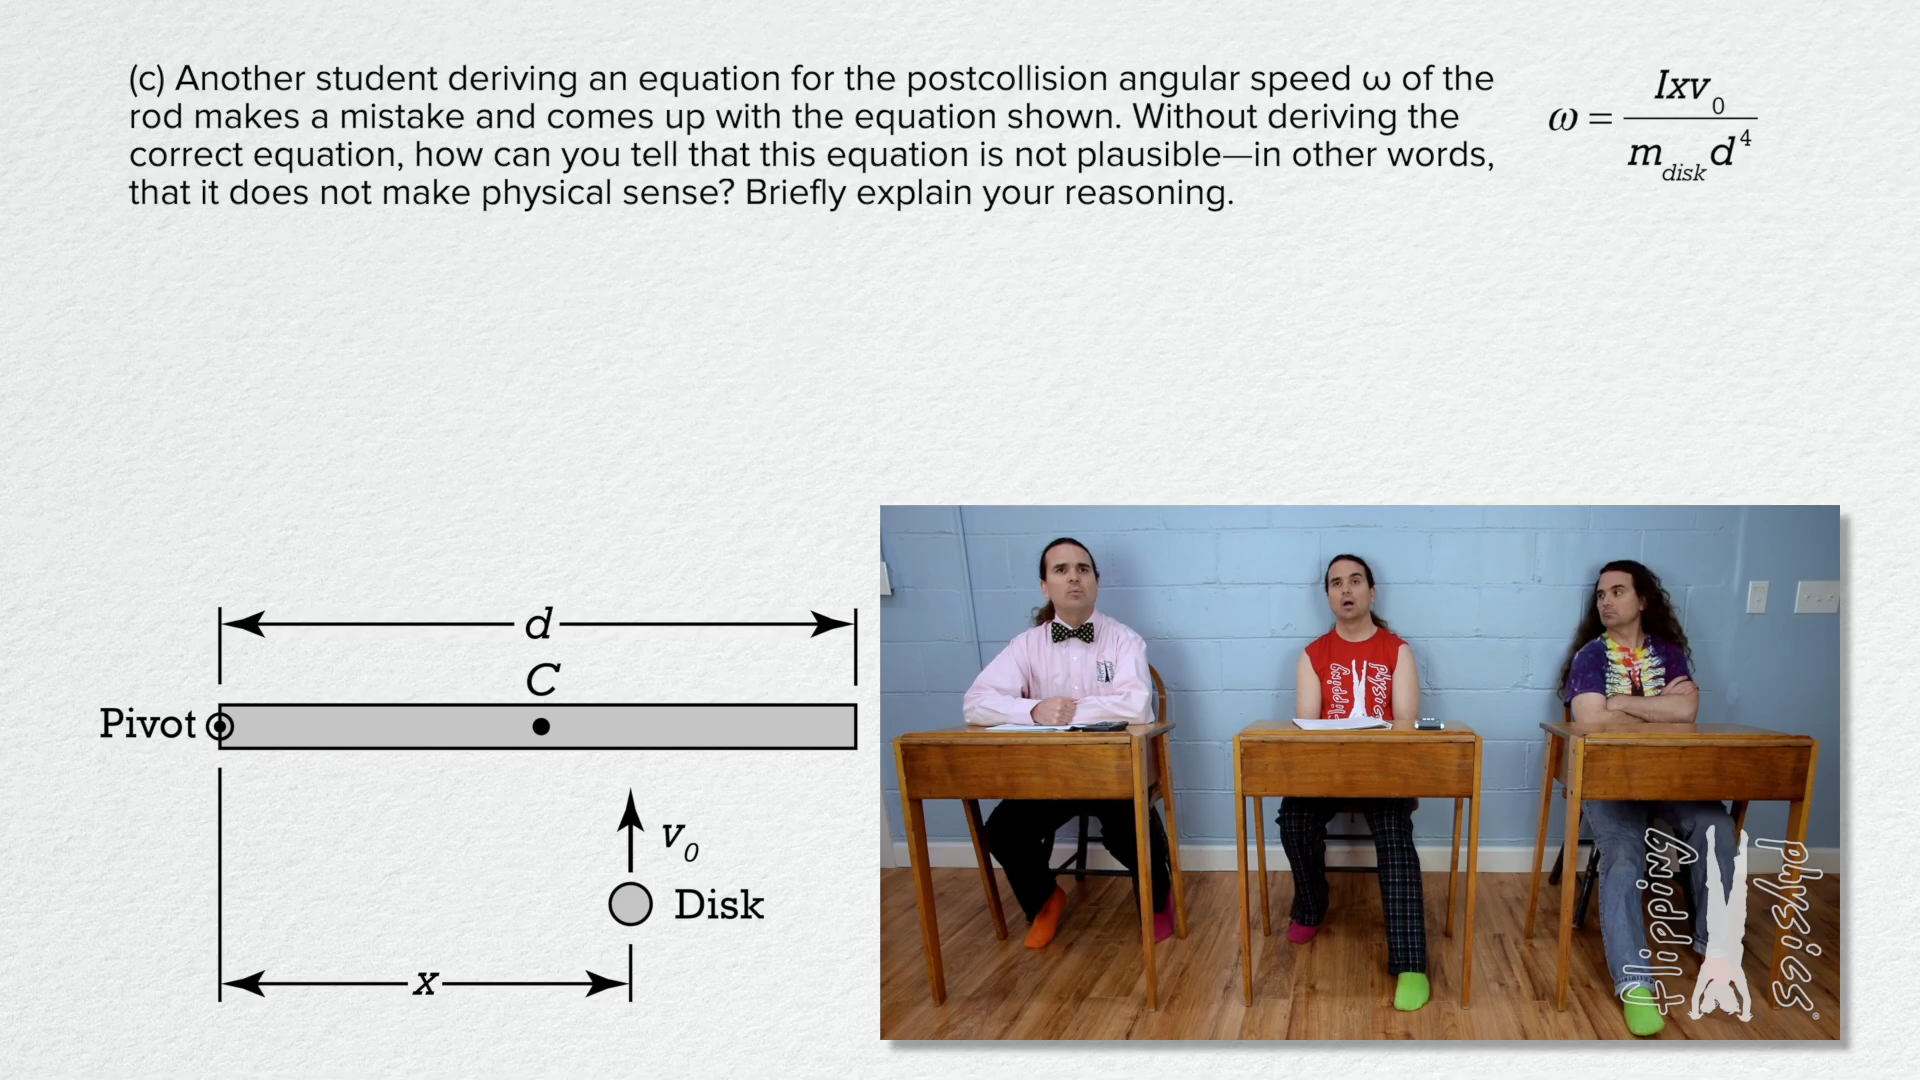 (c) Another student deriving an equation for the postcollision angular speed ω of the
rod makes a mistake and comes up with the equation shown. Without deriving the
correct equation, how can you tell that this equation is not plausible—in other words,
that it does not make physical sense? Briefly explain your reasoning.
ω = Ixv₀ / m_disk d⁴
d
C
Pivot
v₀
Disk
x
flipping physics
flipping physics®